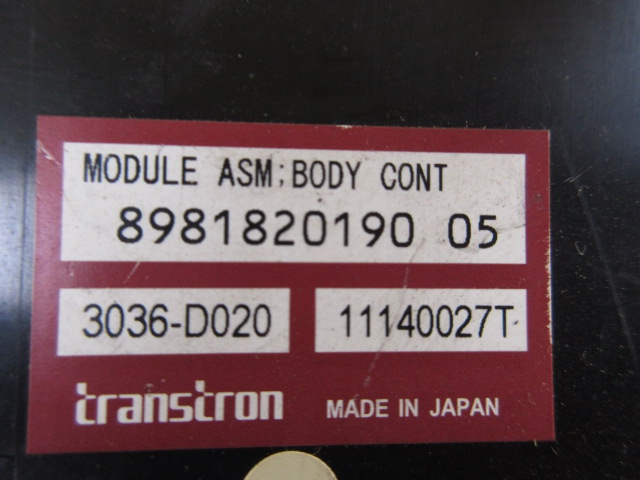 MODULE ASM;BODY CONT
8981820190 05
3036-D020 11140027T
transtron MADE IN JAPAN